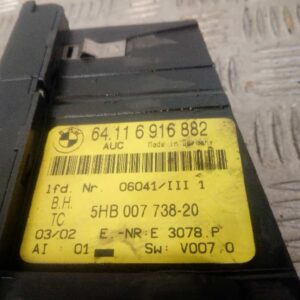 64.11 6 916 882
AUC Made in Germany
lfd. Nr. 06041/III 1
B.H.
TC 5HB 007 738-20
03/02 E.-NR:E 3078.P
AI : 01 SW: V007.0